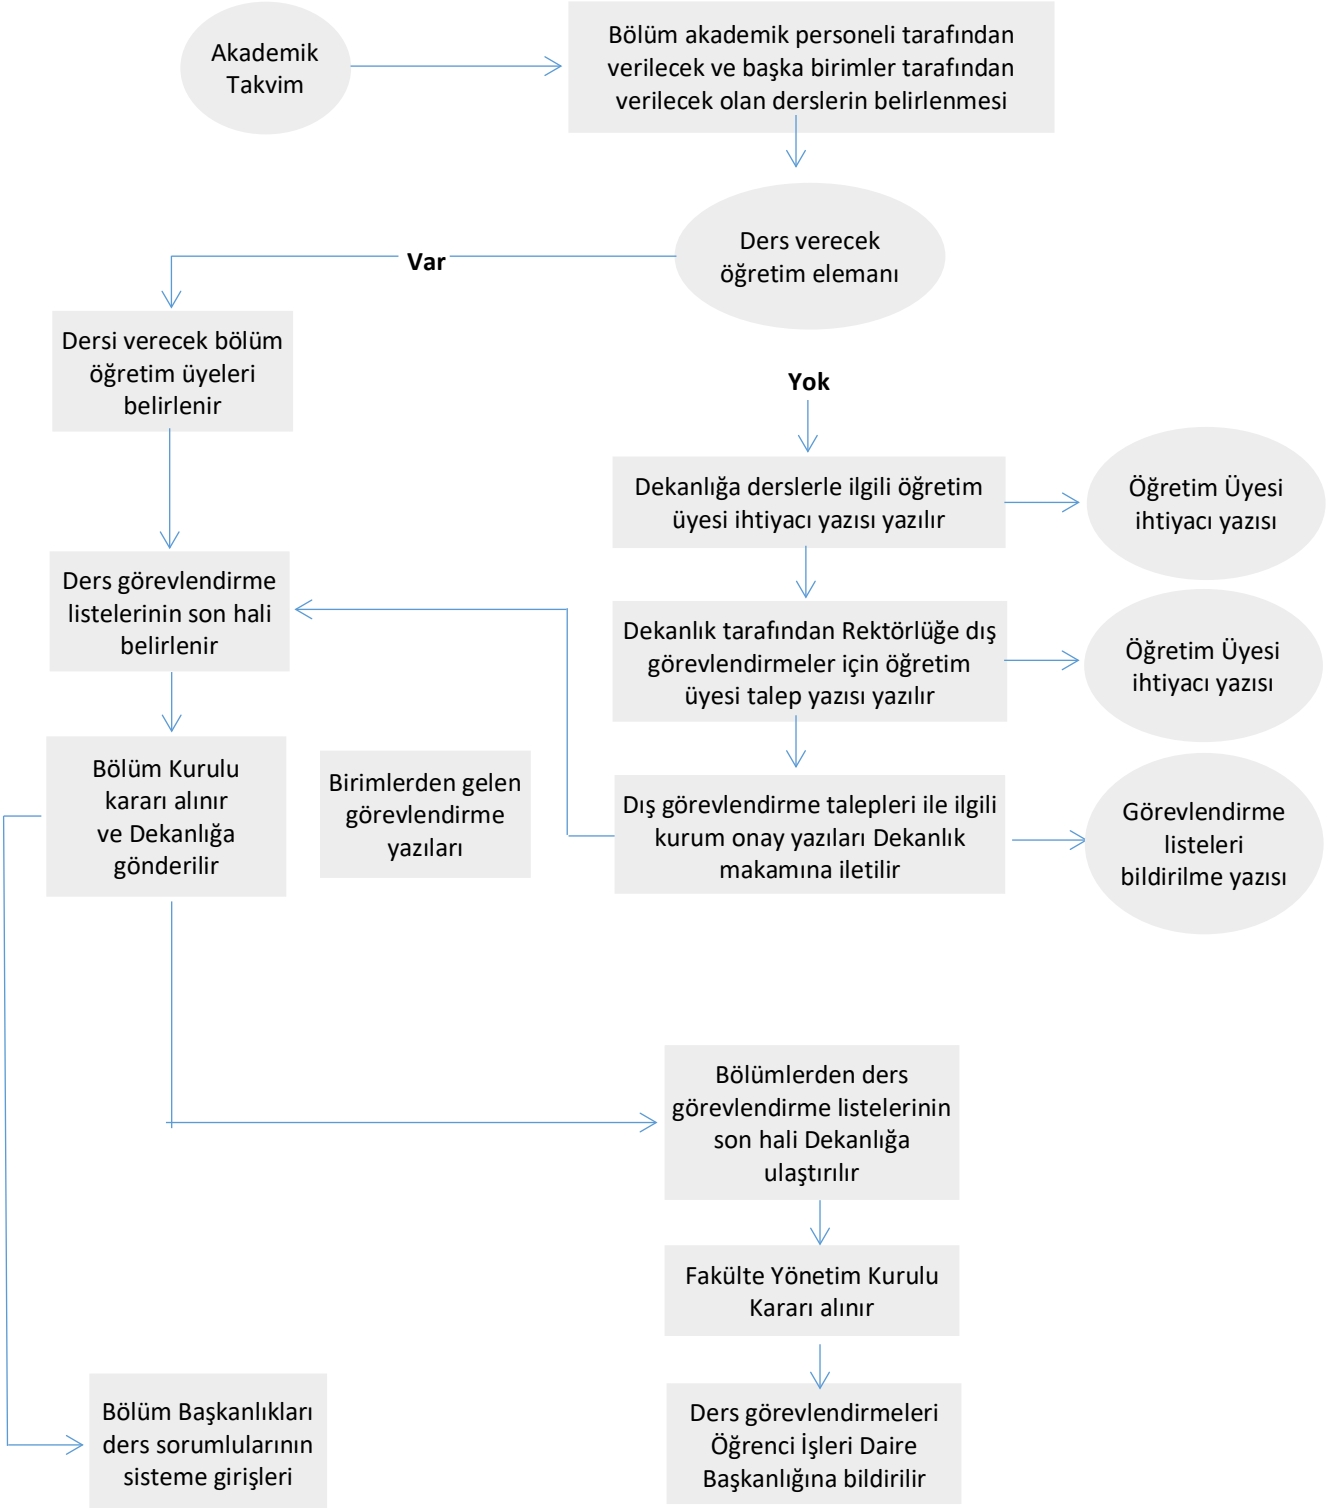 Akademik
Takvim
Bölüm akademik personeli tarafından
verilecek ve başka birimler tarafından
verilecek olan derslerin belirlenmesi
Ders verecek
öğretim elemanı
Var
Dersi verecek bölüm
öğretim üyeleri
belirlenir
Yok
Dekanlığa derslerle ilgili öğretim
üyesi ihtiyacı yazısı yazılır
Öğretim Üyesi
ihtiyacı yazısı
Ders görevlendirme
listelerinin son hali
belirlenir
Dekanlık tarafından Rektörlüğe dış
görevlendirmeler için öğretim
üyesi talep yazısı yazılır
Öğretim Üyesi
ihtiyacı yazısı
Bölüm Kurulu
kararı alınır
ve Dekanlığa
gönderilir
Birimlerden gelen
görevlendirme
yazıları
Dış görevlendirme talepleri ile ilgili
kurum onay yazıları Dekanlık
makamına iletilir
Görevlendirme
listeleri
bildirilme yazısı
Bölümlerden ders
görevlendirme listelerinin
son hali Dekanlığa
ulaştırılır
Fakülte Yönetim Kurulu
Kararı alınır
Bölüm Başkanlıkları
ders sorumlularının
sisteme girişleri
Ders görevlendirmeleri
Öğrenci İşleri Daire
Başkanlığına bildirilir